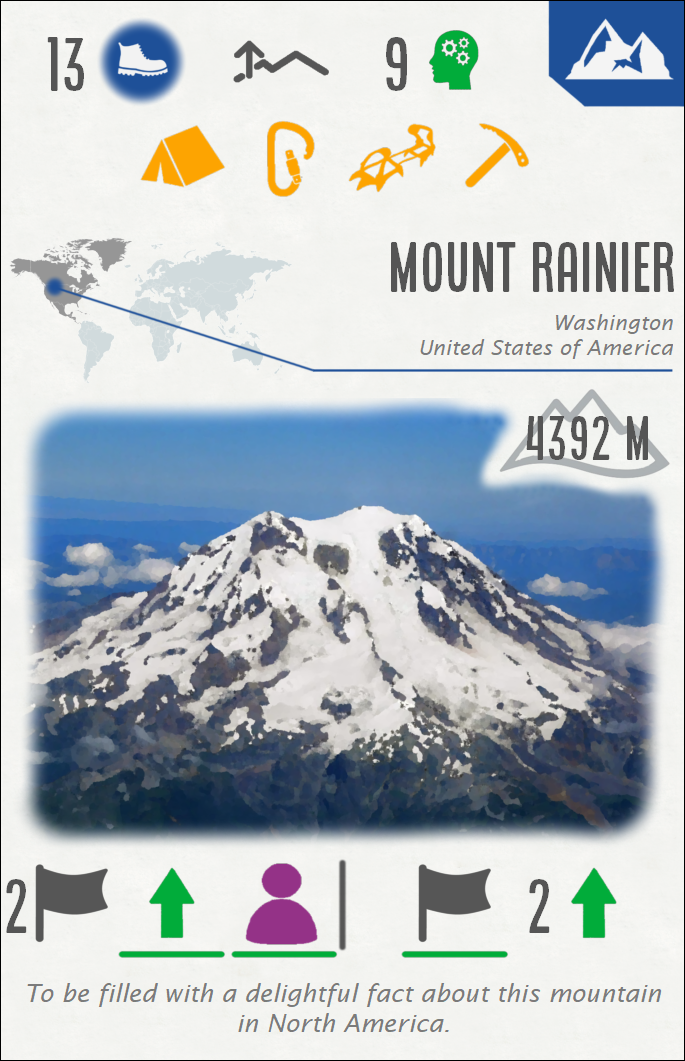 13
9
MOUNT RAINIER
Washington
United States of America
4392 M
2
2
To be filled with a delightful fact about this mountain
in North America.